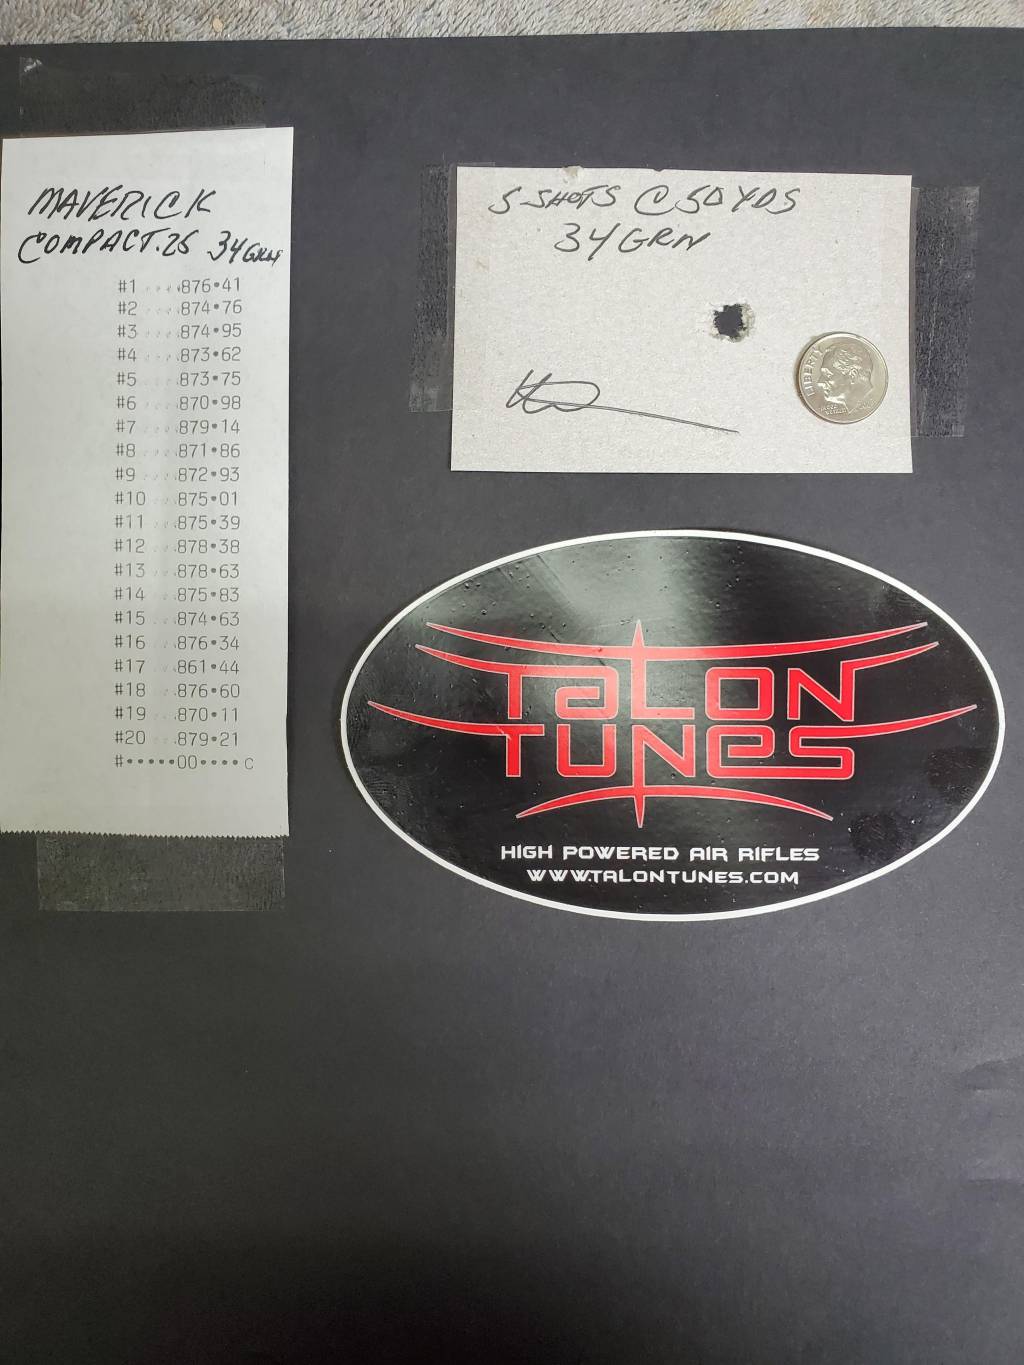 MAVERICK
COMPACT .25 34GRN
#1 876•41
#2 874•76
#3 874•95
#4 873•62
#5 873•75
#6 870•98
#7 879•14
#8 871•86
#9 872•93
#10 875•01
#11 875•39
#12 878•38
#13 878•63
#14 875•83
#15 874•63
#16 876•34
#17 861•44
#18 876•60
#19 870•11
#20 879•21
#•••••00•••• C
5 SHOTS @ 50 YDS
34 GRN
LIBERTY
TALON
TUNES
HIGH POWERED AIR RIFLES
WWW.TALONTUNES.COM